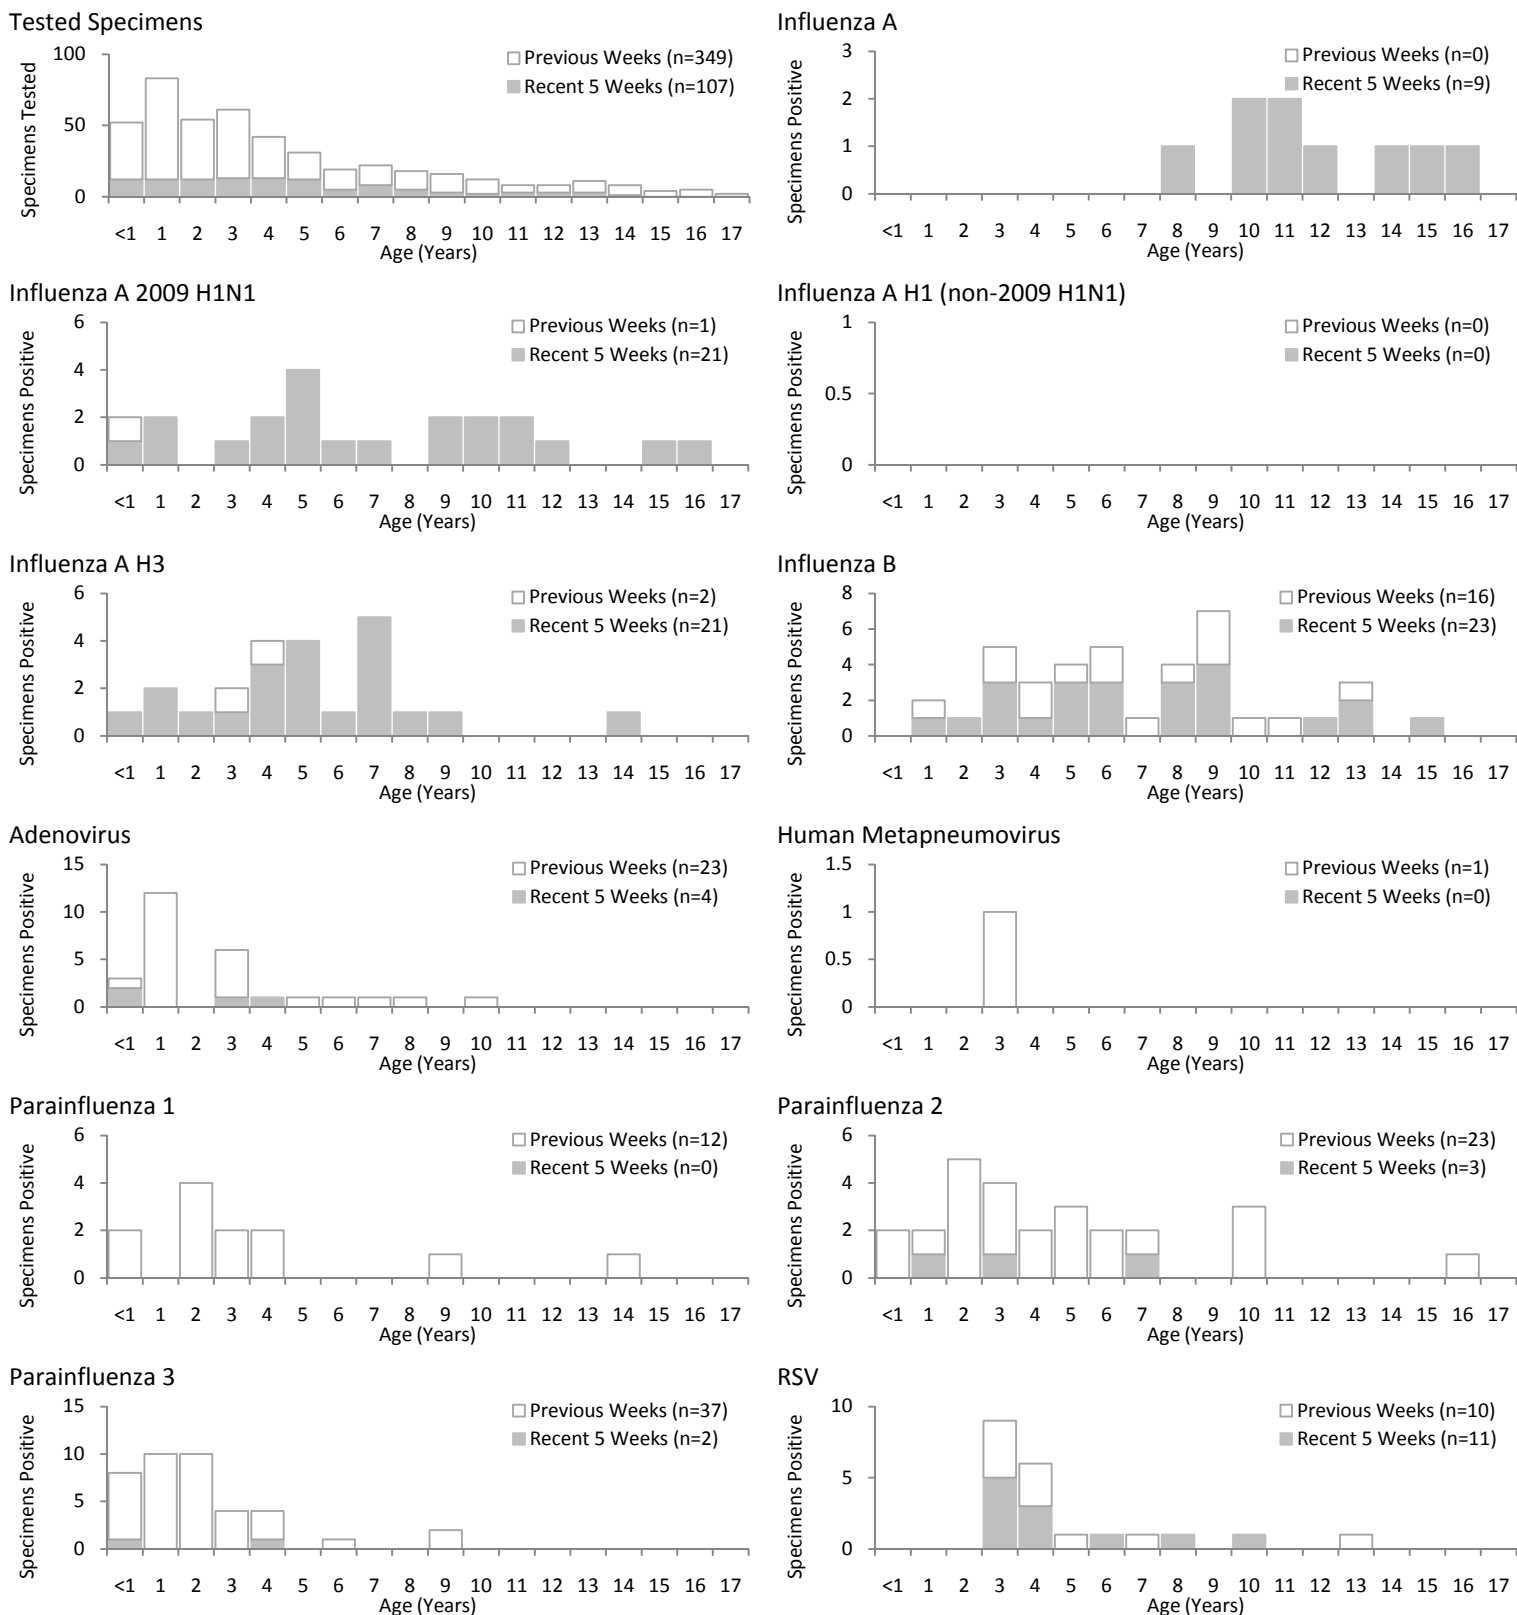 Tested Specimens
Specimens Tested
100
50
0
Previous Weeks (n=349)
Recent 5 Weeks (n=107)
<1 1 2 3 4 5 6 7 8 9 10 11 12 13 14 15 16 17
Age (Years)
Influenza A
Specimens Positive
3
2
1
0
Previous Weeks (n=0)
Recent 5 Weeks (n=9)
<1 1 2 3 4 5 6 7 8 9 10 11 12 13 14 15 16 17
Age (Years)
Influenza A 2009 H1N1
Specimens Positive
6
4
2
0
Previous Weeks (n=1)
Recent 5 Weeks (n=21)
<1 1 2 3 4 5 6 7 8 9 10 11 12 13 14 15 16 17
Age (Years)
Influenza A H1 (non-2009 H1N1)
Specimens Positive
1
0.5
0
Previous Weeks (n=0)
Recent 5 Weeks (n=0)
<1 1 2 3 4 5 6 7 8 9 10 11 12 13 14 15 16 17
Age (Years)
Influenza A H3
Specimens Positive
6
4
2
0
Previous Weeks (n=2)
Recent 5 Weeks (n=21)
<1 1 2 3 4 5 6 7 8 9 10 11 12 13 14 15 16 17
Age (Years)
Influenza B
Specimens Positive
8
6
4
2
0
Previous Weeks (n=16)
Recent 5 Weeks (n=23)
<1 1 2 3 4 5 6 7 8 9 10 11 12 13 14 15 16 17
Age (Years)
Adenovirus
Specimens Positive
15
10
5
0
Previous Weeks (n=23)
Recent 5 Weeks (n=4)
<1 1 2 3 4 5 6 7 8 9 10 11 12 13 14 15 16 17
Age (Years)
Human Metapneumovirus
Specimens Positive
1.5
1
0.5
0
Previous Weeks (n=1)
Recent 5 Weeks (n=0)
<1 1 2 3 4 5 6 7 8 9 10 11 12 13 14 15 16 17
Age (Years)
Parainfluenza 1
Specimens Positive
6
4
2
0
Previous Weeks (n=12)
Recent 5 Weeks (n=0)
<1 1 2 3 4 5 6 7 8 9 10 11 12 13 14 15 16 17
Age (Years)
Parainfluenza 2
Specimens Positive
6
4
2
0
Previous Weeks (n=23)
Recent 5 Weeks (n=3)
<1 1 2 3 4 5 6 7 8 9 10 11 12 13 14 15 16 17
Age (Years)
Parainfluenza 3
Specimens Positive
15
10
5
0
Previous Weeks (n=37)
Recent 5 Weeks (n=2)
<1 1 2 3 4 5 6 7 8 9 10 11 12 13 14 15 16 17
Age (Years)
RSV
Specimens Positive
10
5
0
Previous Weeks (n=10)
Recent 5 Weeks (n=11)
<1 1 2 3 4 5 6 7 8 9 10 11 12 13 14 15 16 17
Age (Years)